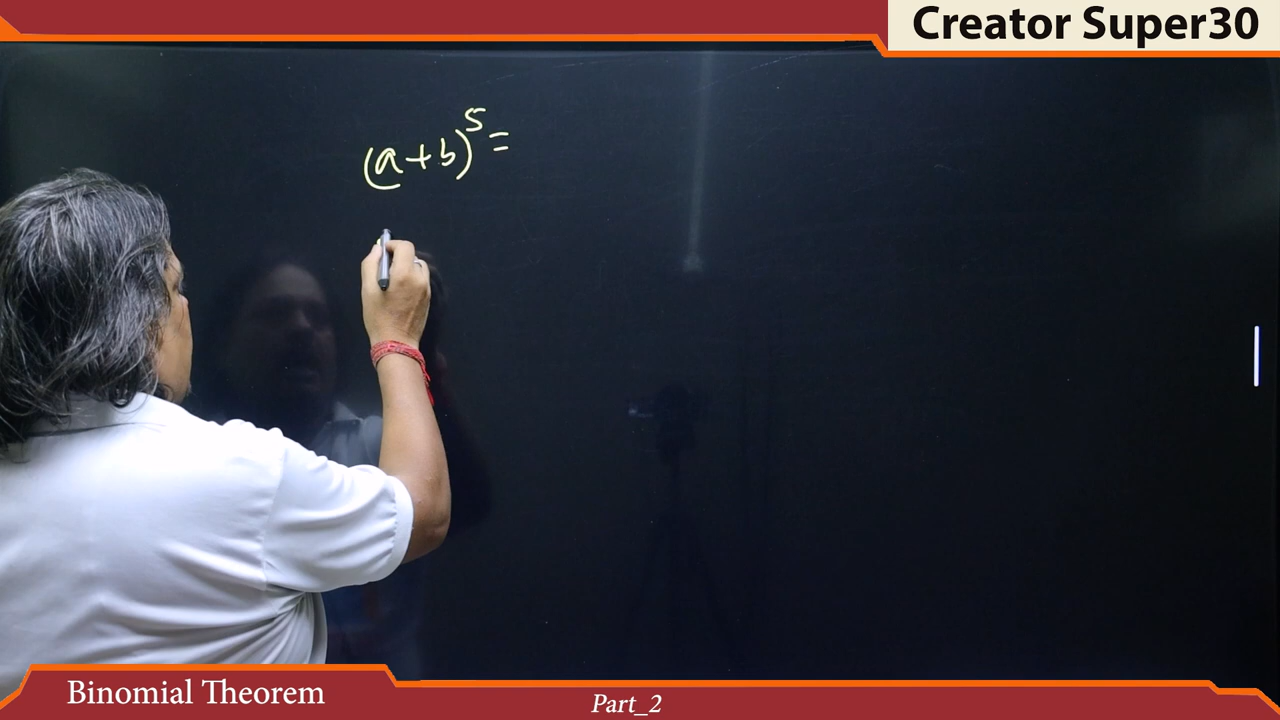 Creator Super30
(a+b)^5 =
Binomial Theorem
Part_2